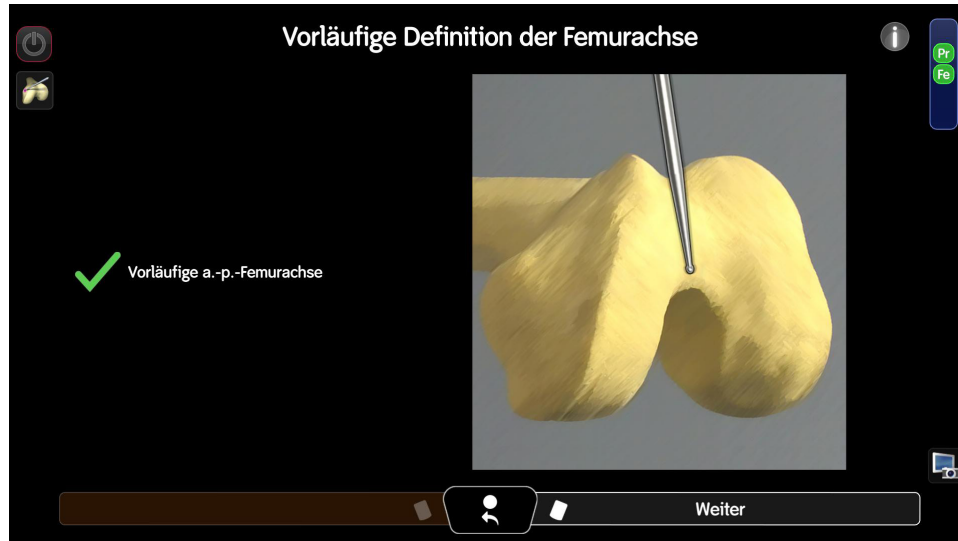 Vorläufige Definition der Femurachse
i
Pr
Fe
Vorläufige a.-p.-Femurachse
Weiter